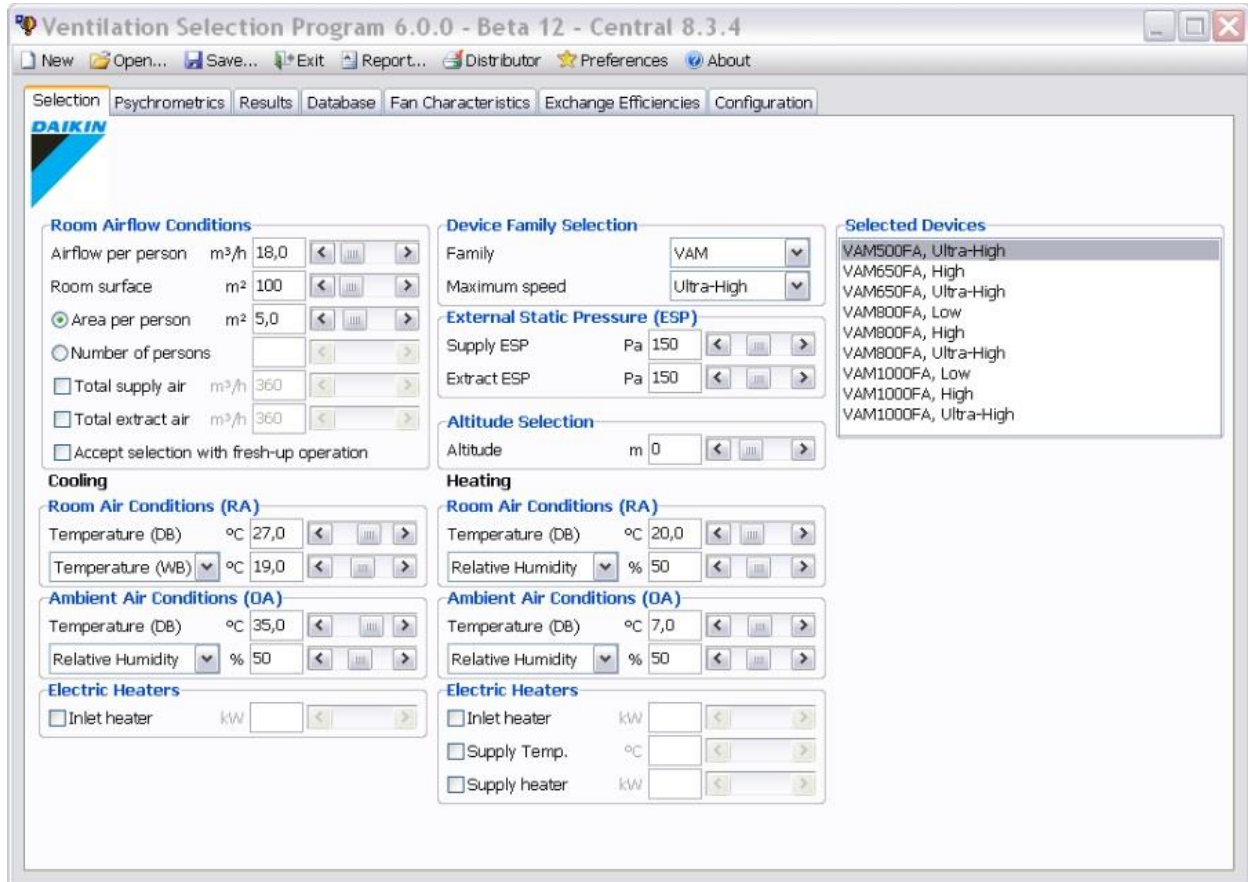 Ventilation Selection Program 6.0.0 - Beta 12 - Central 8.3.4
New Open... Save... Exit Report... Distributor Preferences About
Selection Psychrometrics Results Database Fan Characteristics Exchange Efficiencies Configuration
DAIKIN
Room Airflow Conditions
Airflow per person m³/h 18,0
Room surface m² 100
Area per person m² 5,0
Number of persons
Total supply air m³/h 360
Total extract air m³/h 360
Accept selection with fresh-up operation
Device Family Selection
Family VAM
Maximum speed Ultra-High
External Static Pressure (ESP)
Supply ESP Pa 150
Extract ESP Pa 150
Altitude Selection
Altitude m 0
Selected Devices
VAM500FA, Ultra-High
VAM650FA, High
VAM650FA, Ultra-High
VAM800FA, Low
VAM800FA, High
VAM800FA, Ultra-High
VAM1000FA, Low
VAM1000FA, High
VAM1000FA, Ultra-High
Cooling
Room Air Conditions (RA)
Temperature (DB) ºC 27,0
Temperature (WB) ºC 19,0
Ambient Air Conditions (OA)
Temperature (DB) ºC 35,0
Relative Humidity % 50
Electric Heaters
Inlet heater kW
Heating
Room Air Conditions (RA)
Temperature (DB) ºC 20,0
Relative Humidity % 50
Ambient Air Conditions (OA)
Temperature (DB) ºC 7,0
Relative Humidity % 50
Electric Heaters
Inlet heater kW
Supply Temp. ºC
Supply heater kW